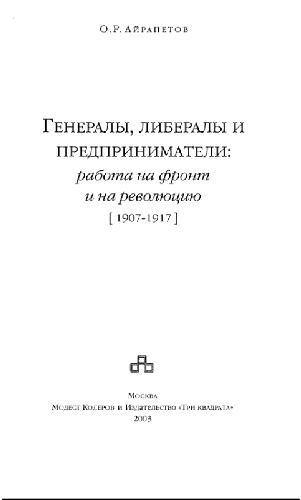 О. Р. АЙРАПЕТОВ
ГЕНЕРАЛЫ, ЛИБЕРАЛЫ И
ПРЕДПРИНИМАТЕЛИ:
работа на фронт
и на революцию
[ 1907-1917 ]
МОСКВА
МОДЕСТ КОЛЕРОВ И ИЗДАТЕЛЬСТВО «ТРИ КВАДРАТА»
2003